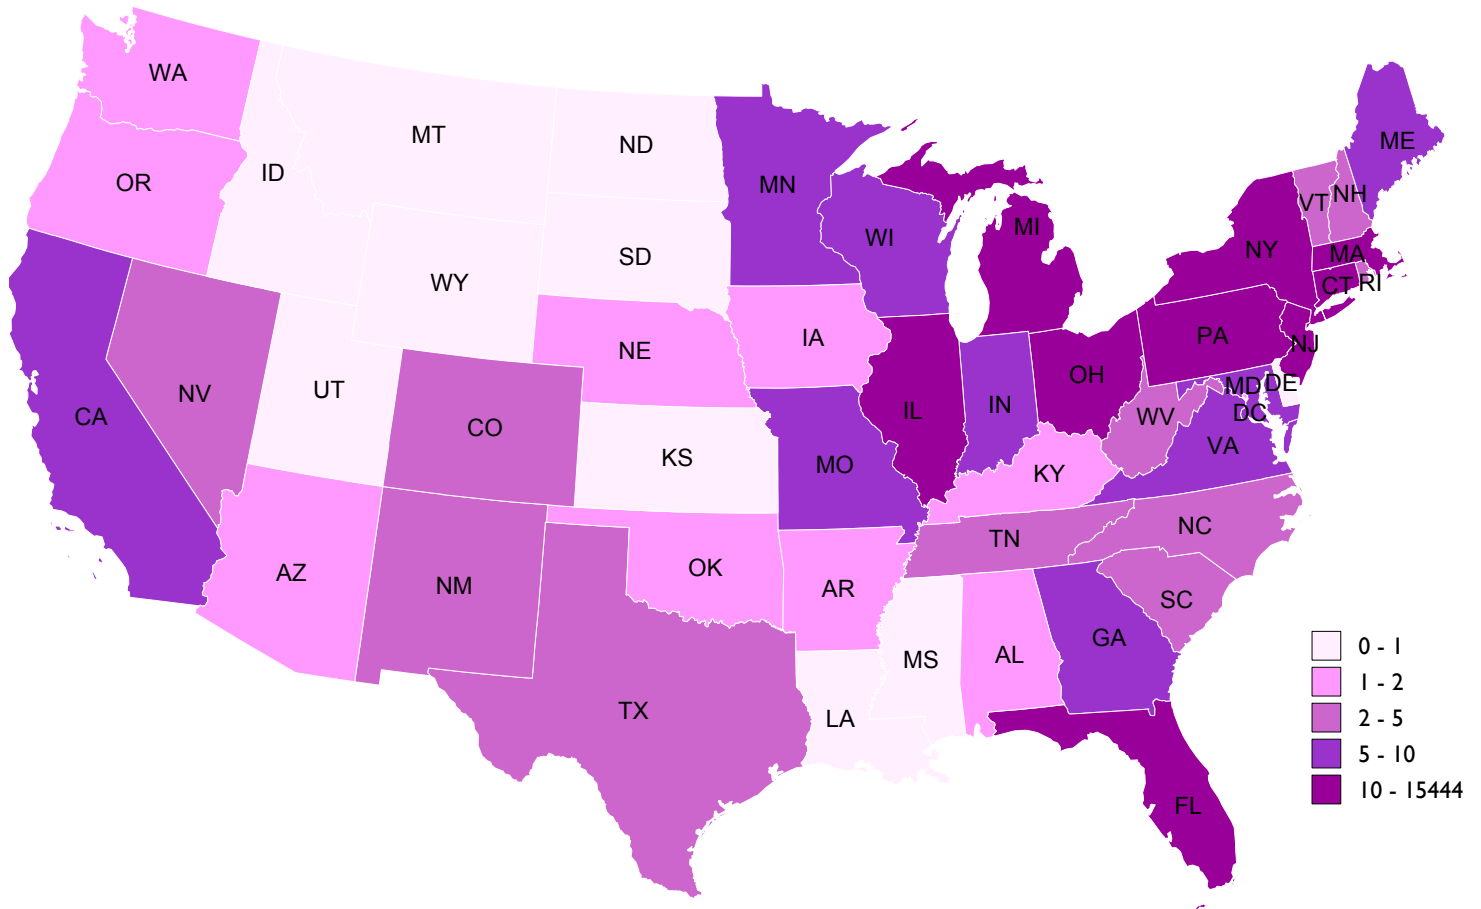 WA
MT
ND
ME
OR
ID
MN
VT
NH
WI
MI
NY
MA
SD
WY
CT
RI
IA
PA
NE
NJ
OH
UT
NV
MD
DE
CA
CO
IL
IN
WV
DC
VA
KS
MO
KY
NC
TN
AZ
NM
OK
AR
SC
GA
MS
AL
TX
LA
FL
0 - 1
1 - 2
2 - 5
5 - 10
10 - 15444